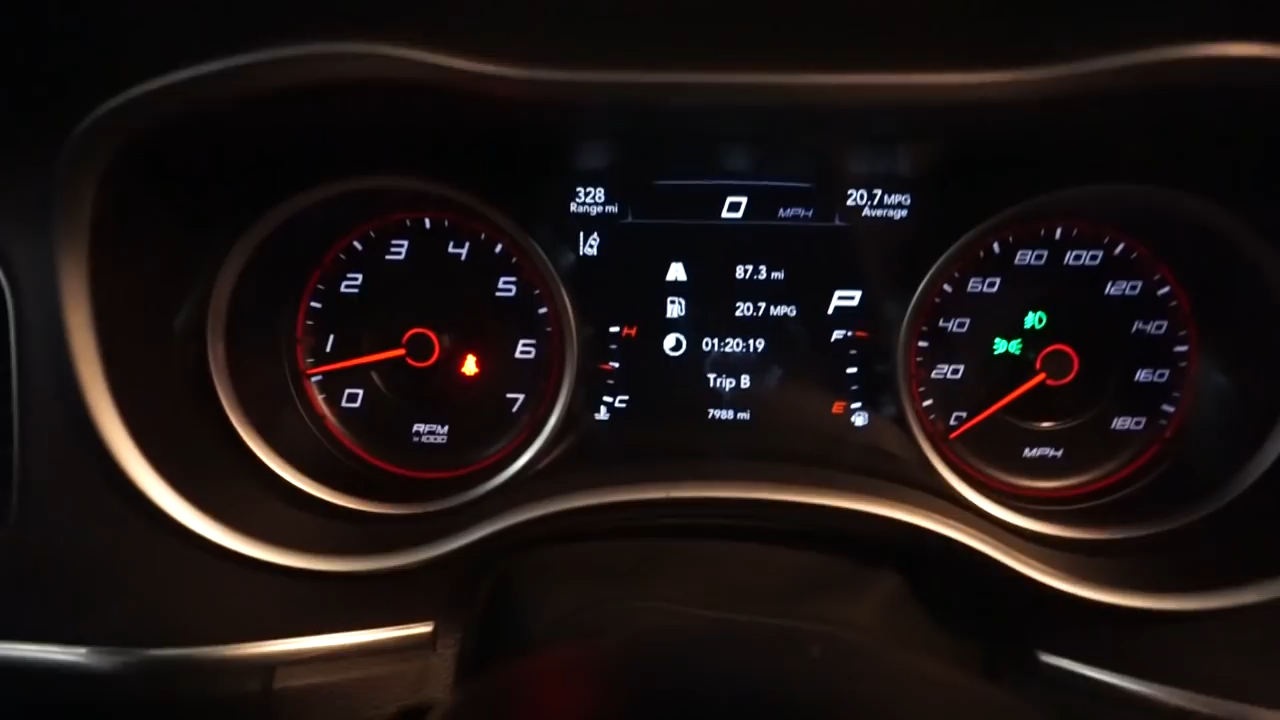 328
Range mi
0 MPH
20.7 MPG
Average
87.3 mi
20.7 MPG
01:20:19
Trip B
7988 mi
P
H
C
F
E
0 1 2 3 4 5 6 7
RPM
x1000
20 40 60 80 100 120 140 160 180
MPH